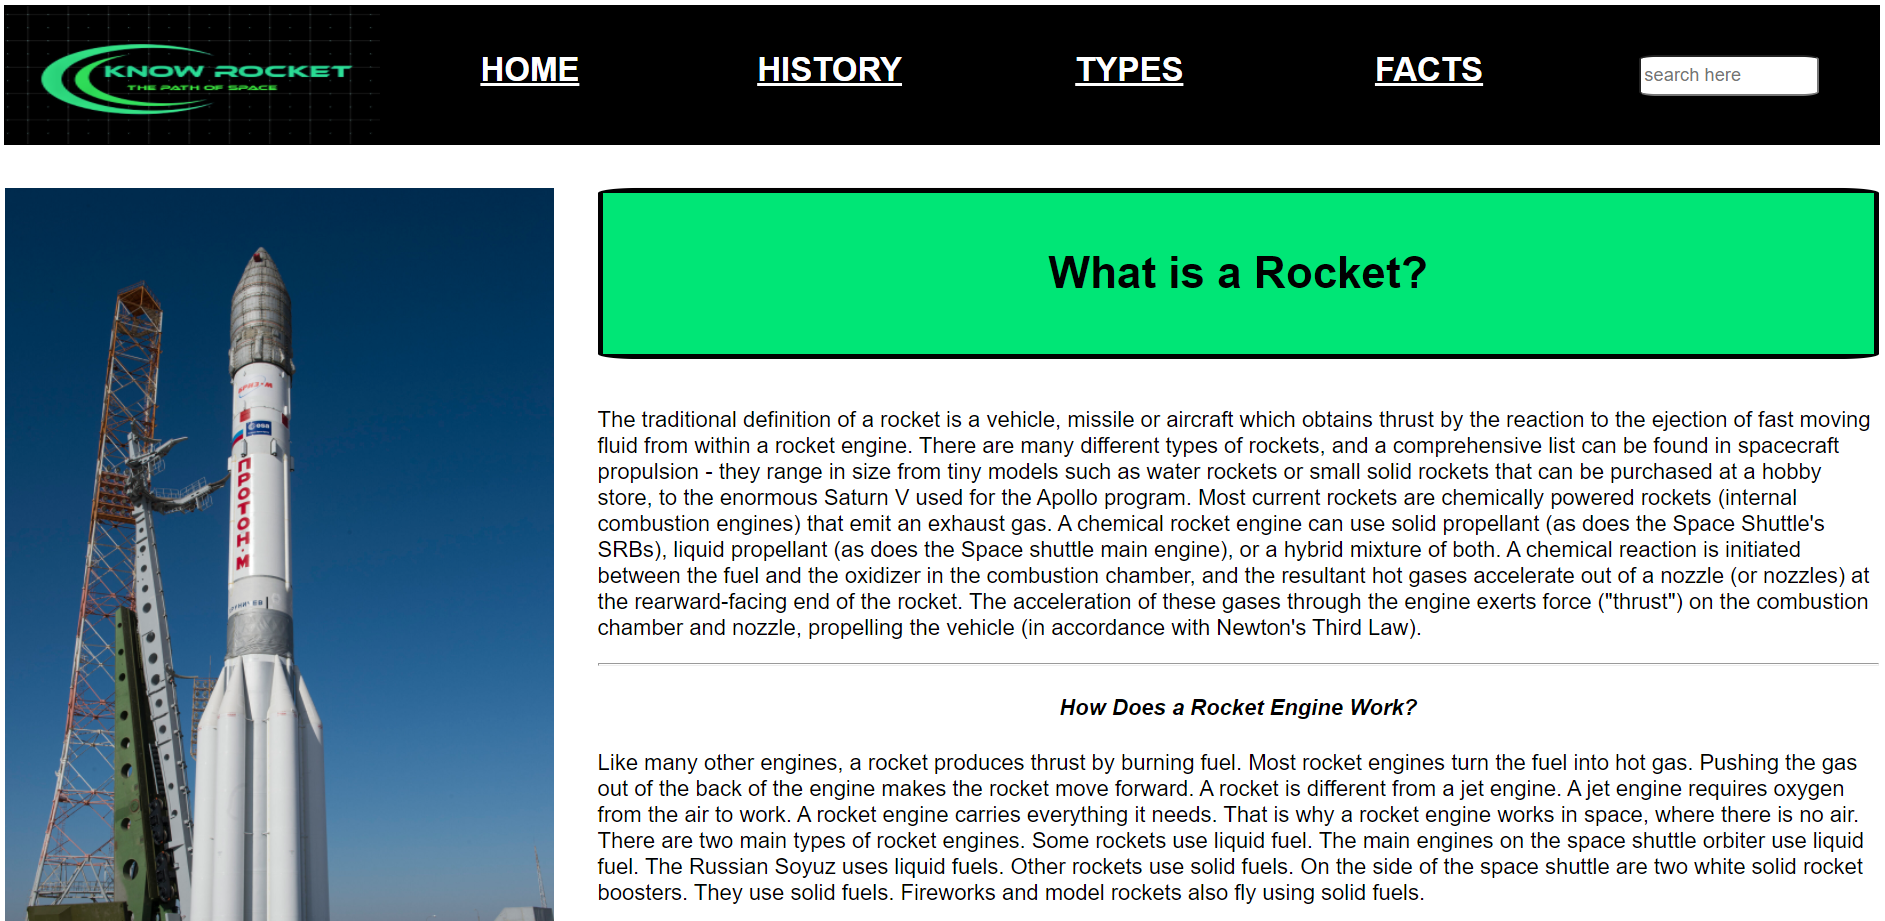 KNOW ROCKET
THE PATH OF SPACE
HOME
HISTORY
TYPES
FACTS
search here
БРИЗ-М
esa
ПРОТОН-М
What is a Rocket?
The traditional definition of a rocket is a vehicle, missile or aircraft which obtains thrust by the reaction to the ejection of fast moving
fluid from within a rocket engine. There are many different types of rockets, and a comprehensive list can be found in spacecraft
propulsion - they range in size from tiny models such as water rockets or small solid rockets that can be purchased at a hobby
store, to the enormous Saturn V used for the Apollo program. Most current rockets are chemically powered rockets (internal
combustion engines) that emit an exhaust gas. A chemical rocket engine can use solid propellant (as does the Space Shuttle's
SRBs), liquid propellant (as does the Space shuttle main engine), or a hybrid mixture of both. A chemical reaction is initiated
between the fuel and the oxidizer in the combustion chamber, and the resultant hot gases accelerate out of a nozzle (or nozzles) at
the rearward-facing end of the rocket. The acceleration of these gases through the engine exerts force ("thrust") on the combustion
chamber and nozzle, propelling the vehicle (in accordance with Newton's Third Law).
How Does a Rocket Engine Work?
Like many other engines, a rocket produces thrust by burning fuel. Most rocket engines turn the fuel into hot gas. Pushing the gas
out of the back of the engine makes the rocket move forward. A rocket is different from a jet engine. A jet engine requires oxygen
from the air to work. A rocket engine carries everything it needs. That is why a rocket engine works in space, where there is no air.
There are two main types of rocket engines. Some rockets use liquid fuel. The main engines on the space shuttle orbiter use liquid
fuel. The Russian Soyuz uses liquid fuels. Other rockets use solid fuels. On the side of the space shuttle are two white solid rocket
boosters. They use solid fuels. Fireworks and model rockets also fly using solid fuels.